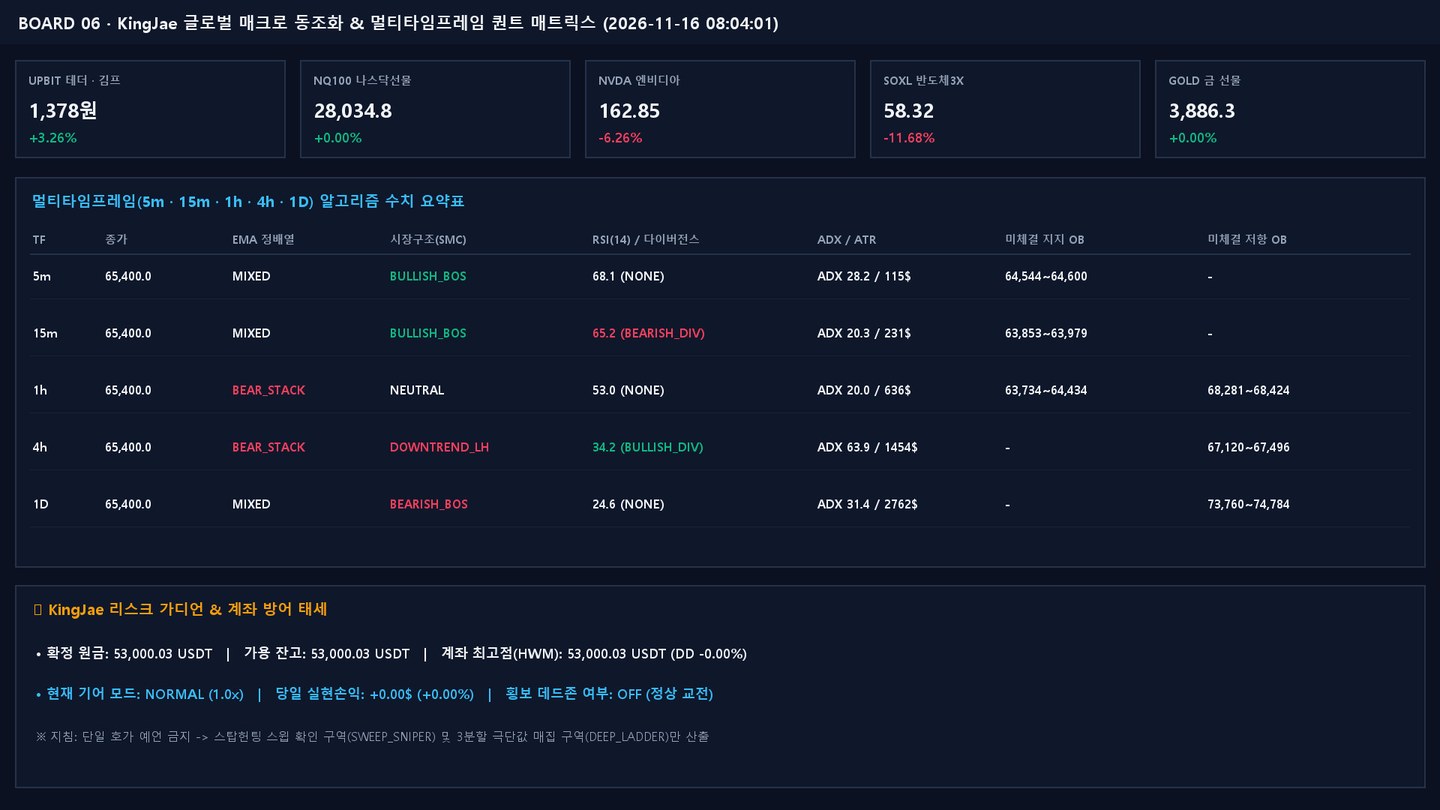 BOARD 06 · KingJae 글로벌 매크로 동조화 & 멀티타임프레임 퀀트 매트릭스 (2026-11-16 08:04:01)
UPBIT 테더 · 김프
1,378원
+3.26%
NQ100 나스닥선물
28,034.8
+0.00%
NVDA 엔비디아
162.85
-6.26%
SOXL 반도체3X
58.32
-11.68%
GOLD 금 선물
3,886.3
+0.00%
멀티타임프레임(5m · 15m · 1h · 4h · 1D) 알고리즘 수치 요약표
TF 종가 EMA 정배열 시장구조(SMC) RSI(14) / 다이버전스 ADX / ATR 미체결 지지 OB 미체결 저항 OB
5m 65,400.0 MIXED BULLISH_BOS 68.1 (NONE) ADX 28.2 / 115$ 64,544~64,600 -
15m 65,400.0 MIXED BULLISH_BOS 65.2 (BEARISH_DIV) ADX 20.3 / 231$ 63,853~63,979 -
1h 65,400.0 BEAR_STACK NEUTRAL 53.0 (NONE) ADX 20.0 / 636$ 63,734~64,434 68,281~68,424
4h 65,400.0 BEAR_STACK DOWNTREND_LH 34.2 (BULLISH_DIV) ADX 63.9 / 1454$ - 67,120~67,496
1D 65,400.0 MIXED BEARISH_BOS 24.6 (NONE) ADX 31.4 / 2762$ - 73,760~74,784
KingJae 리스크 가디언 & 계좌 방어 태세
• 확정 원금: 53,000.03 USDT | 가용 잔고: 53,000.03 USDT | 계좌 최고점(HWM): 53,000.03 USDT (DD -0.00%)
• 현재 기어 모드: NORMAL (1.0x) | 당일 실현손익: +0.00$ (+0.00%) | 횡보 데드존 여부: OFF (정상 교전)
※ 지침: 단일 호가 예언 금지 -> 스탑헌팅 스윕 확인 구역(SWEEP_SNIPER) 및 3분할 극단값 매집 구역(DEEP_LADDER)만 산출